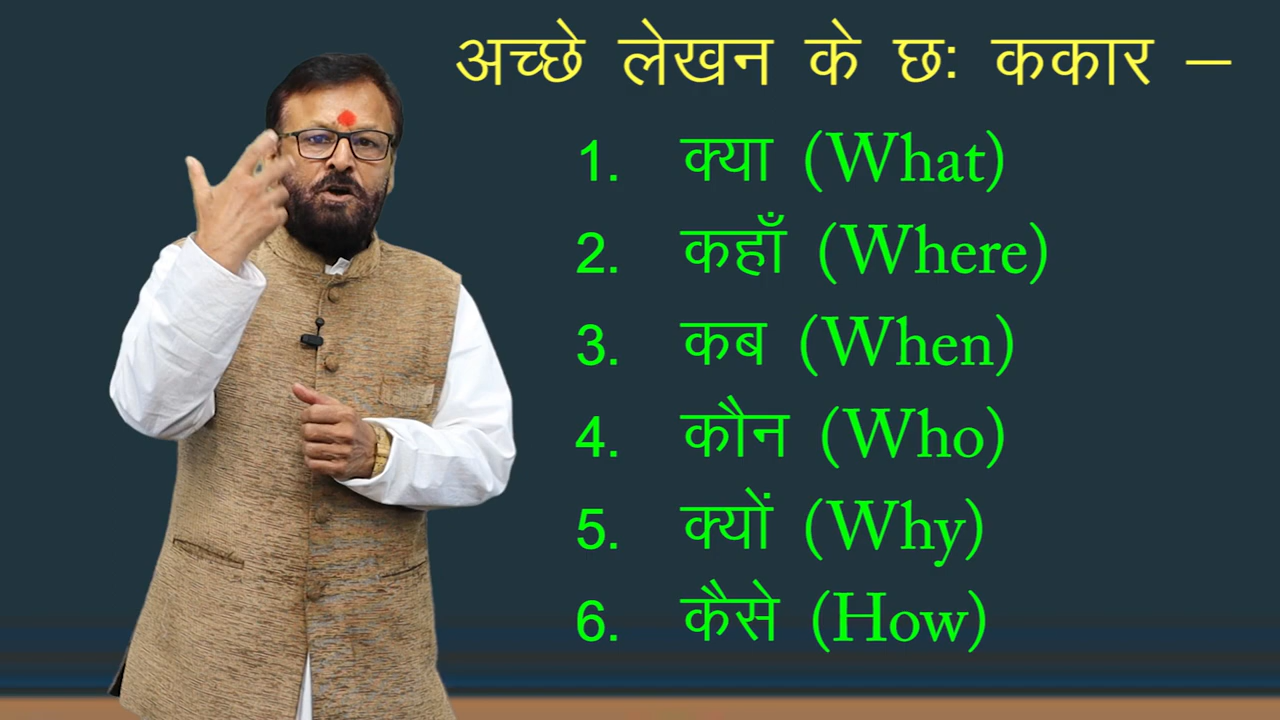 अच्छे लेखन के छः ककार –
1. क्या (What)
2. कहाँ (Where)
3. कब (When)
4. कौन (Who)
5. क्यों (Why)
6. कैसे (How)